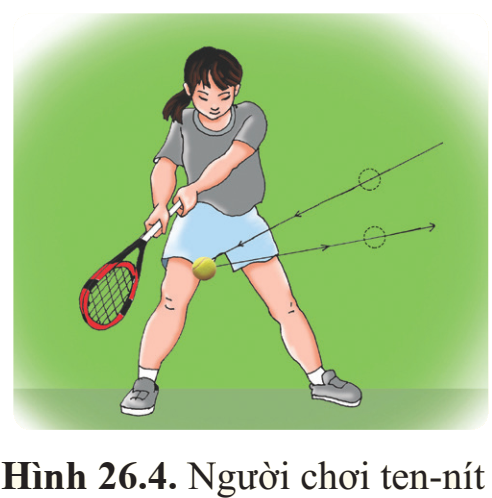 Hình 26.4. Người chơi ten-nít